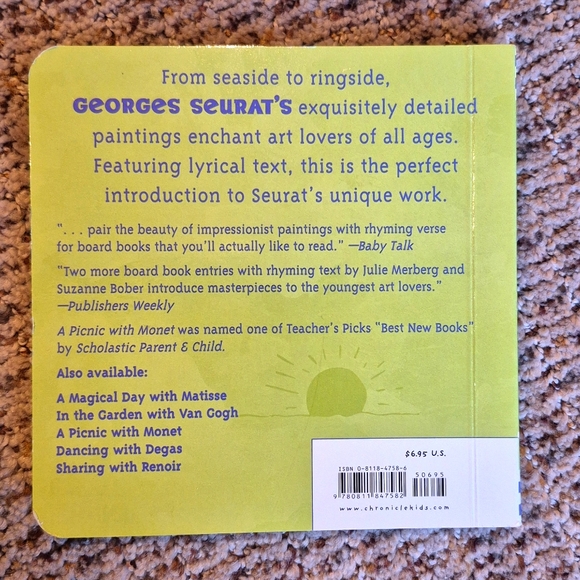 From seaside to ringside,
GEORGES SEURAT'S exquisitely detailed
paintings enchant art lovers of all ages.
Featuring lyrical text, this is the perfect
introduction to Seurat's unique work.
". . . pair the beauty of impressionist paintings with rhyming verse
for board books that you'll actually like to read." —Baby Talk
"Two more board book entries with rhyming text by Julie Merberg and
Suzanne Bober introduce masterpieces to the youngest art lovers."
—Publishers Weekly
A Picnic with Monet was named one of Teacher's Picks "Best New Books"
by Scholastic Parent & Child.
Also available:
A Magical Day with Matisse
In the Garden with Van Gogh
A Picnic with Monet
Dancing with Degas
Sharing with Renoir
$6.95 U.S.
ISBN 0-8118-4758-6
50695
9 780811 847582
www.chroniclekids.com